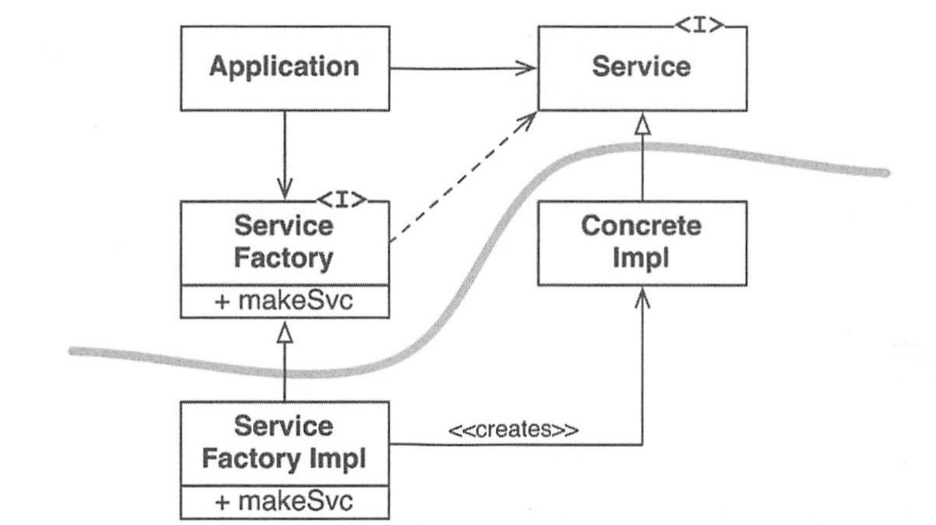 <I>
Application
Service
<I>
Service
Factory
+ makeSvc
Concrete
Impl
Service
Factory Impl
+ makeSvc
<<creates>>